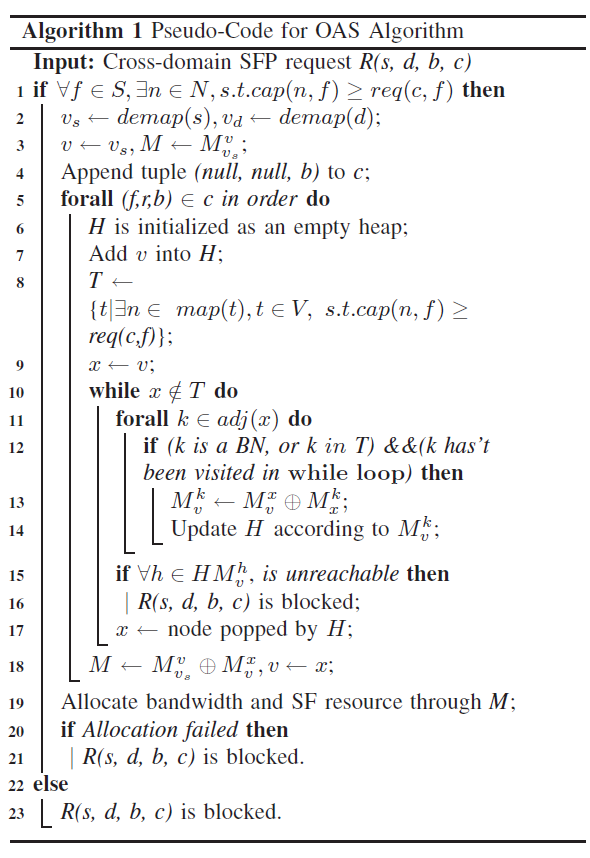 Algorithm 1 Pseudo-Code for OAS Algorithm
Input: Cross-domain SFP request R(s, d, b, c)
1 if ∀f ∈ S, ∃n ∈ N, s.t.cap(n, f) ≥ req(c, f) then
2 v_s ← demap(s), v_d ← demap(d);
3 v ← v_s, M ← M_{v_s}^v;
4 Append tuple (null, null, b) to c;
5 forall (f,r,b) ∈ c in order do
6 H is initialized as an empty heap;
7 Add v into H;
8 T ←
{t|∃n ∈ map(t), t ∈ V, s.t.cap(n, f) ≥
req(c,f)};
9 x ← v;
10 while x ∉ T do
11 forall k ∈ adj(x) do
12 if (k is a BN, or k in T) &&(k has't
been visited in while loop) then
13 M_v^k ← M_v^x ⊕ M_x^k;
14 Update H according to M_v^k;
15 if ∀h ∈ HM_v^h, is unreachable then
16 R(s, d, b, c) is blocked;
17 x ← node popped by H;
18 M ← M_{v_s}^v ⊕ M_v^x, v ← x;
19 Allocate bandwidth and SF resource through M;
20 if Allocation failed then
21 R(s, d, b, c) is blocked.
22 else
23 R(s, d, b, c) is blocked.